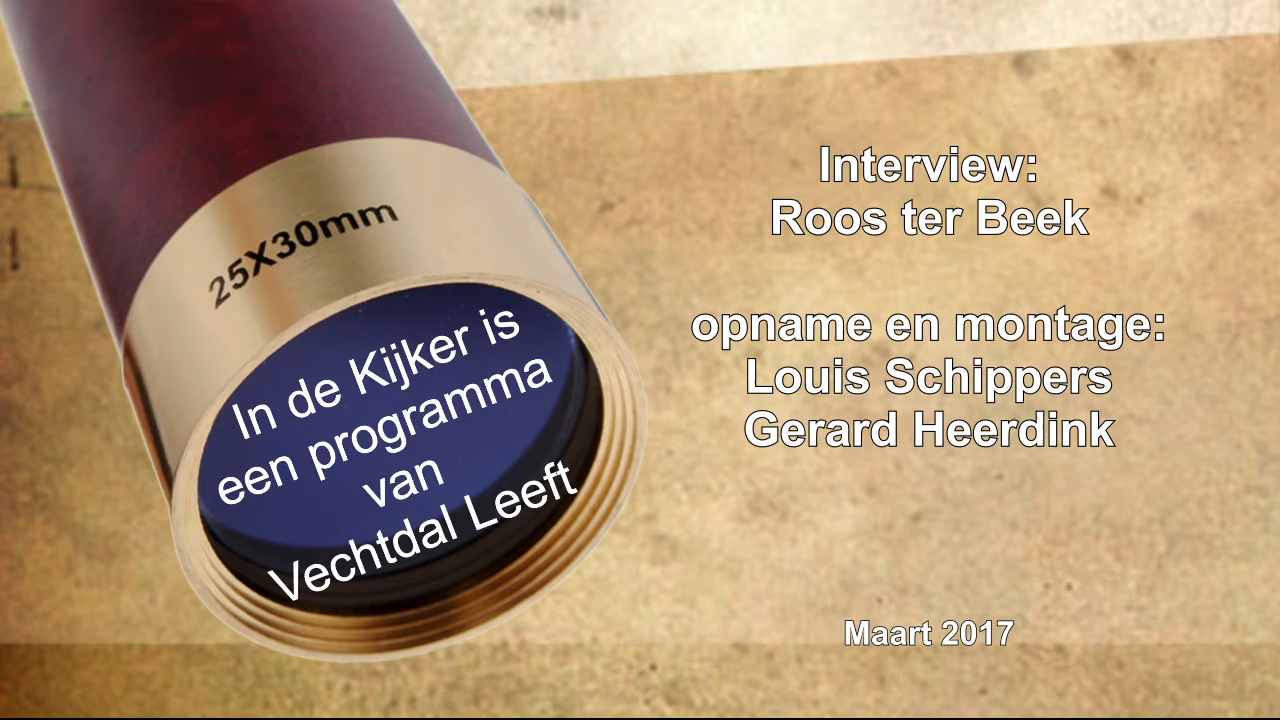 25X30mm
In de Kijker is
een programma
van
Vechtdal Leeft
Interview:
Roos ter Beek
opname en montage:
Louis Schippers
Gerard Heerdink
Maart 2017